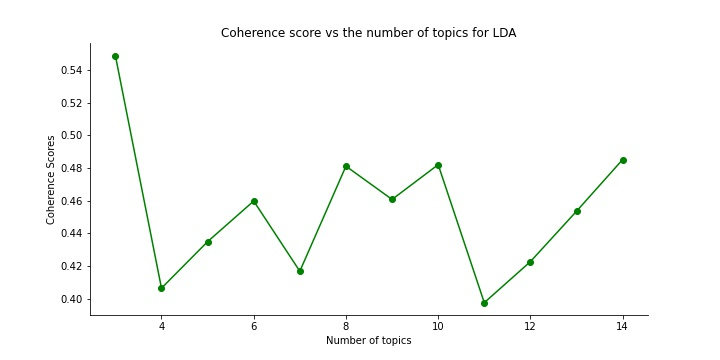 Coherence score vs the number of topics for LDA
Coherence Scores
0.54
0.52
0.50
0.48
0.46
0.44
0.42
0.40
4 6 8 10 12 14
Number of topics